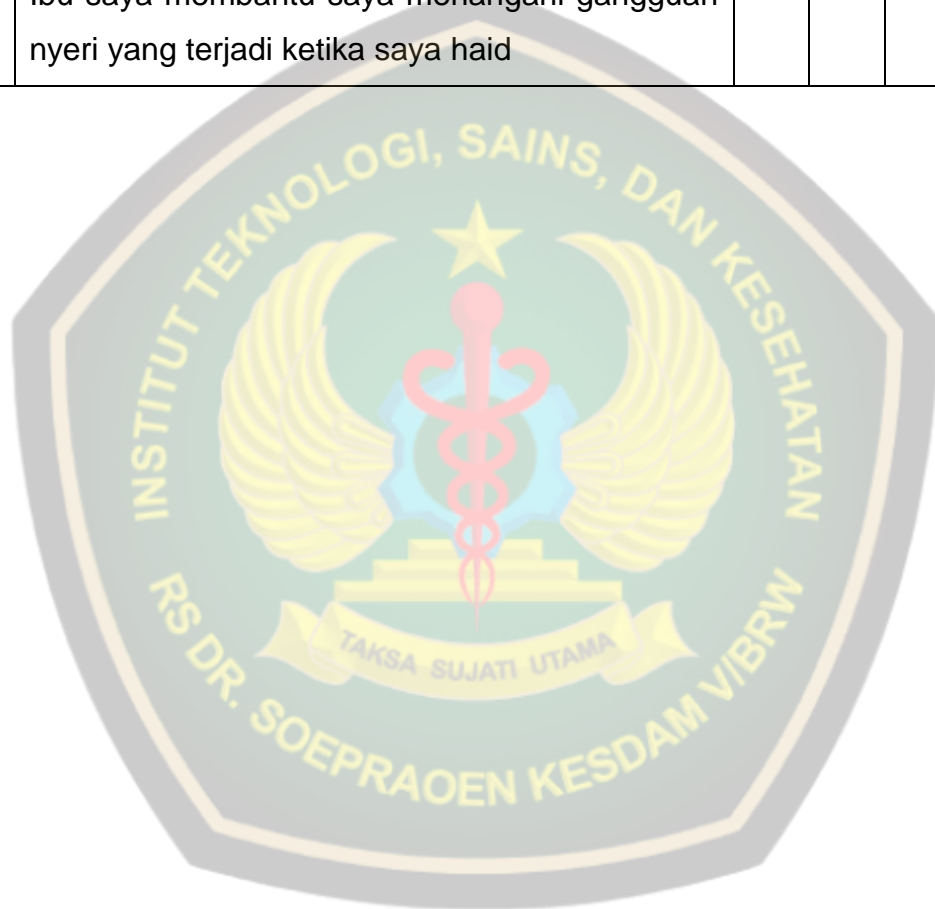 Ibu saya membantu saya menangani gangguan
nyeri yang terjadi ketika saya haid
INSTITUT TEKNOLOGI, SAINS, DAN KESEHATAN
TAKSA SUJATI UTAMA
RS DR. SOEPRAOEN KESDAM V/BRW